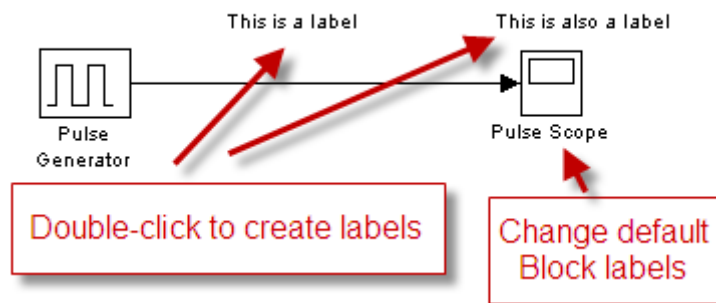 This is a label
This is also a label
Pulse
Generator
Pulse Scope
Double-click to create labels
Change default
Block labels